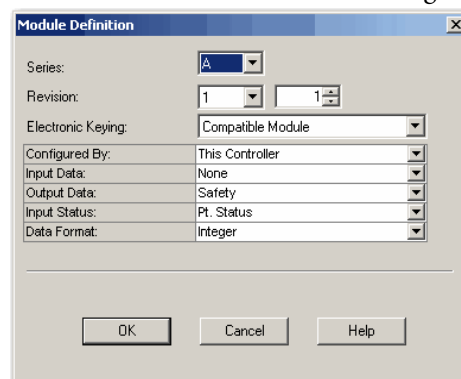 Module Definition
Series: A
Revision: 1 1
Electronic Keying: Compatible Module
Configured By: This Controller
Input Data: None
Output Data: Safety
Input Status: Pt. Status
Data Format: Integer
OK Cancel Help